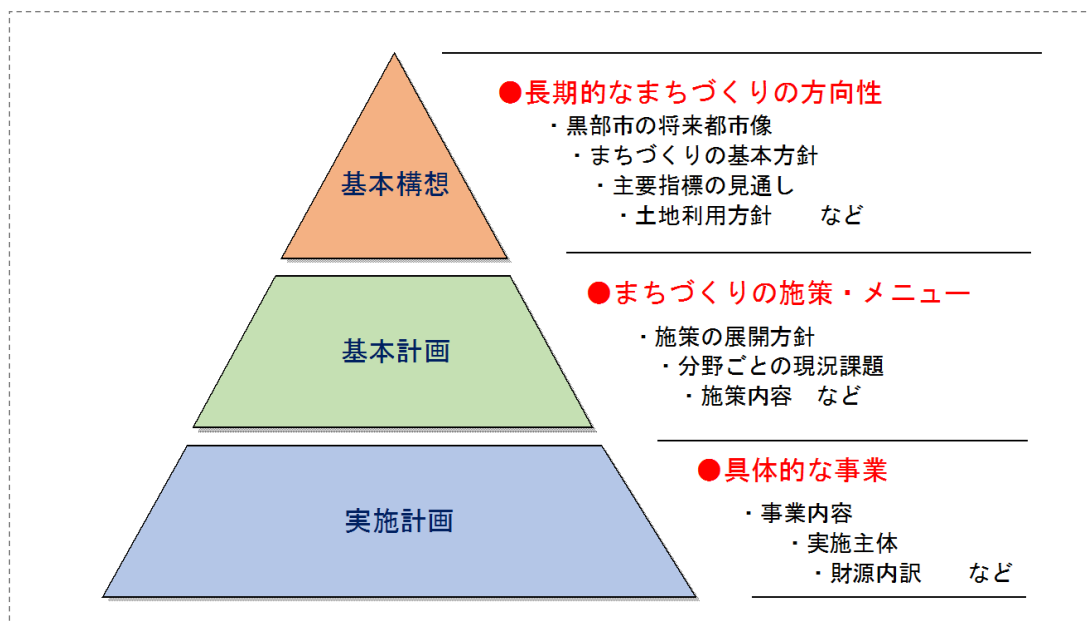 基本構想
●長期的なまちづくりの方向性
・黒部市の将来都市像
・まちづくりの基本方針
・主要指標の見通し
・土地利用方針　　など
基本計画
●まちづくりの施策・メニュー
・施策の展開方針
・分野ごとの現況課題
・施策内容　など
実施計画
●具体的な事業
・事業内容
・実施主体
・財源内訳　　など